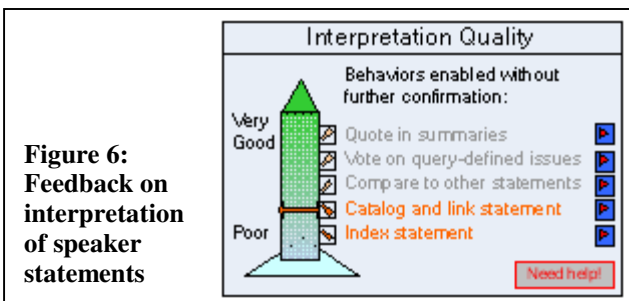 Interpretation Quality
Behaviors enabled without
further confirmation:
Very
Good
Quote in summaries
Vote on query-defined issues
Compare to other statements
Catalog and link statement
Poor
Index statement
Need help!
Figure 6:
Feedback on
interpretation
of speaker
statements